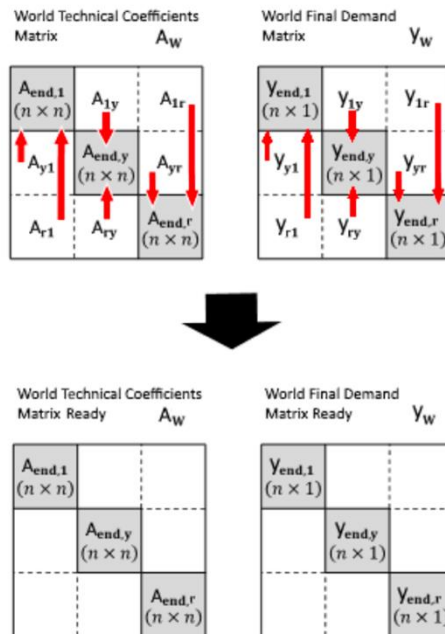 World Technical Coefficients
Matrix A_W
A_end,1 A_1y A_1r
(n × n)
A_y1 A_end,y A_yr
(n × n)
A_r1 A_ry A_end,r
(n × n)
World Final Demand
Matrix y_W
y_end,1 y_1y y_1r
(n × 1)
y_y1 y_end,y y_yr
(n × 1)
y_r1 y_ry y_end,r
(n × 1)
World Technical Coefficients
Matrix Ready A_W
A_end,1
(n × n)
A_end,y
(n × n)
A_end,r
(n × n)
World Final Demand
Matrix Ready y_W
y_end,1
(n × 1)
y_end,y
(n × 1)
y_end,r
(n × 1)